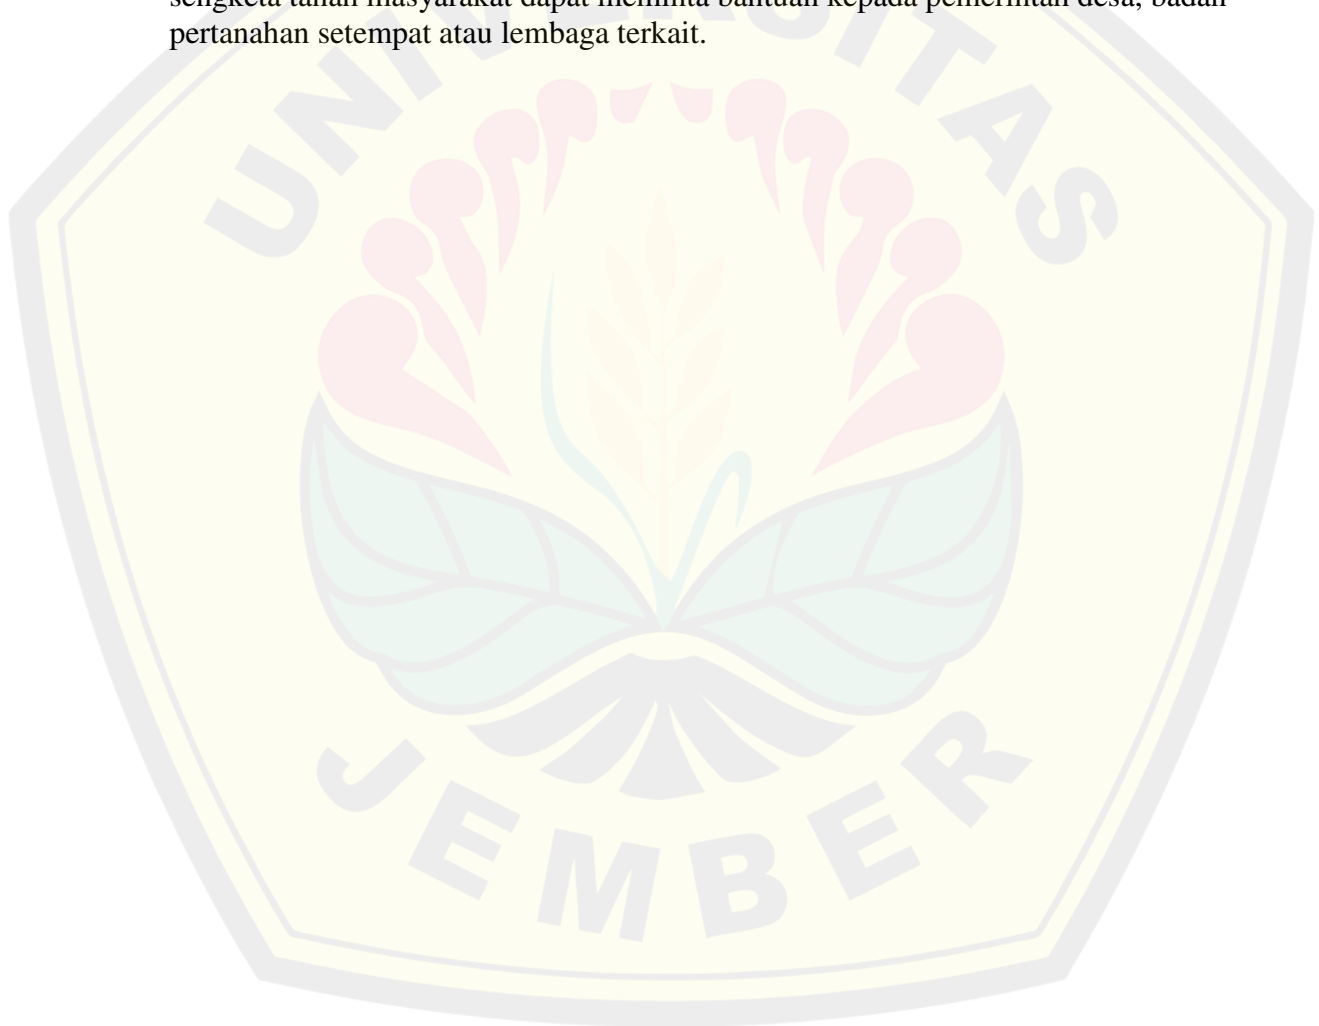 sengketa tanah masyarakat dapat meminta bantuan kepada pemerintah desa, badan
pertanahan setempat atau lembaga terkait.
UNIVERSITAS
JEMBER